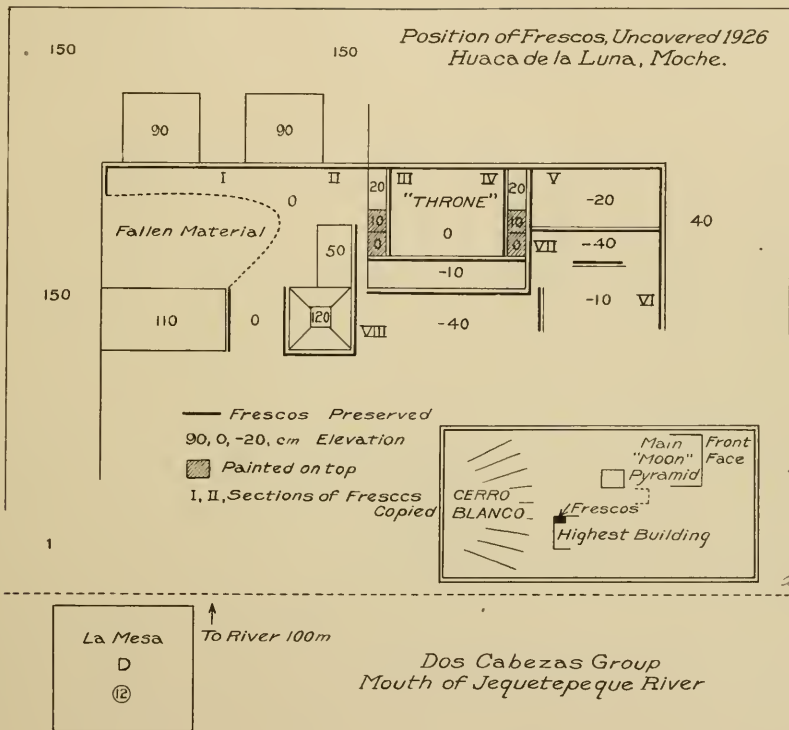 Position of Frescos, Uncovered 1926
Huaca de la Luna, Moche.
150
150
90
90
I
II
20
III
IV
20
V
0
"THRONE"
-20
10
10
40
Fallen Material
0
0
0
VII
-40
50
-10
150
-10
VI
110
0
120
VIII
-40
Frescos Preserved
90, 0, -20, cm Elevation
Painted on top
I, II, Sections of Frescos
Copied
Main
"Moon"
Pyramid
Front
Face
CERRO
BLANCO
Frescos
Highest Building
1
La Mesa
D
12
To River 100m
Dos Cabezas Group
Mouth of Jequetepeque River